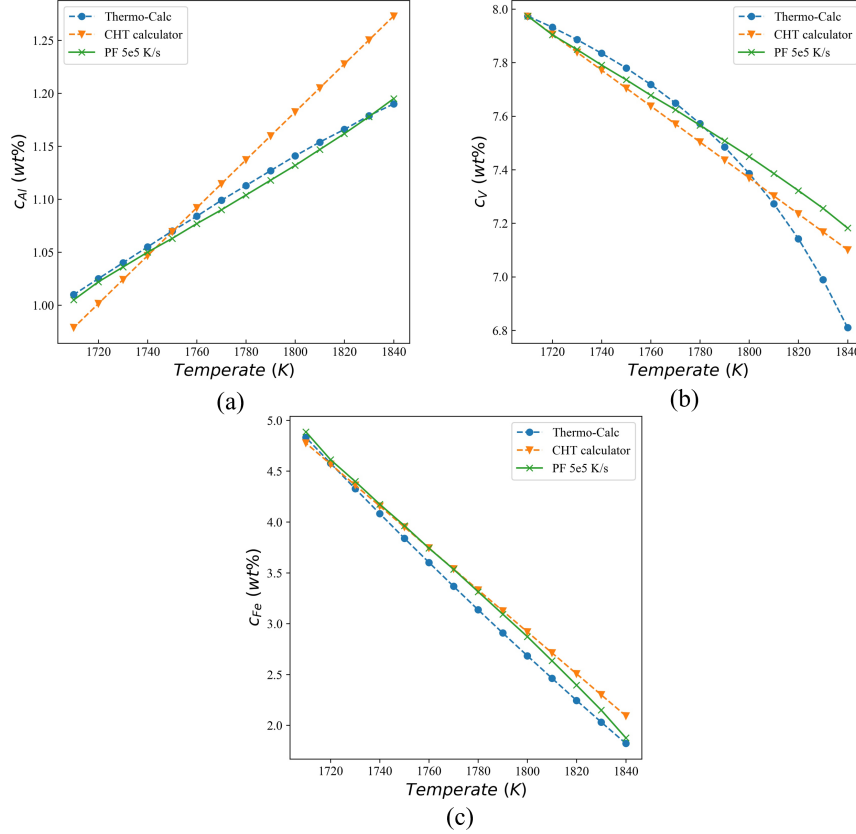 Thermo-Calc
CHT calculator
PF 5e5 K/s
1.25
1.20
1.15
1.10
1.05
1.00
c_Al (wt%)
1720 1740 1760 1780 1800 1820 1840
Temperate (K)
(a)
Thermo-Calc
CHT calculator
PF 5e5 K/s
8.0
7.8
7.6
7.4
7.2
7.0
6.8
c_V (wt%)
1720 1740 1760 1780 1800 1820 1840
Temperate (K)
(b)
Thermo-Calc
CHT calculator
PF 5e5 K/s
5.0
4.5
4.0
3.5
3.0
2.5
2.0
c_Fe (wt%)
1720 1740 1760 1780 1800 1820 1840
Temperate (K)
(c)